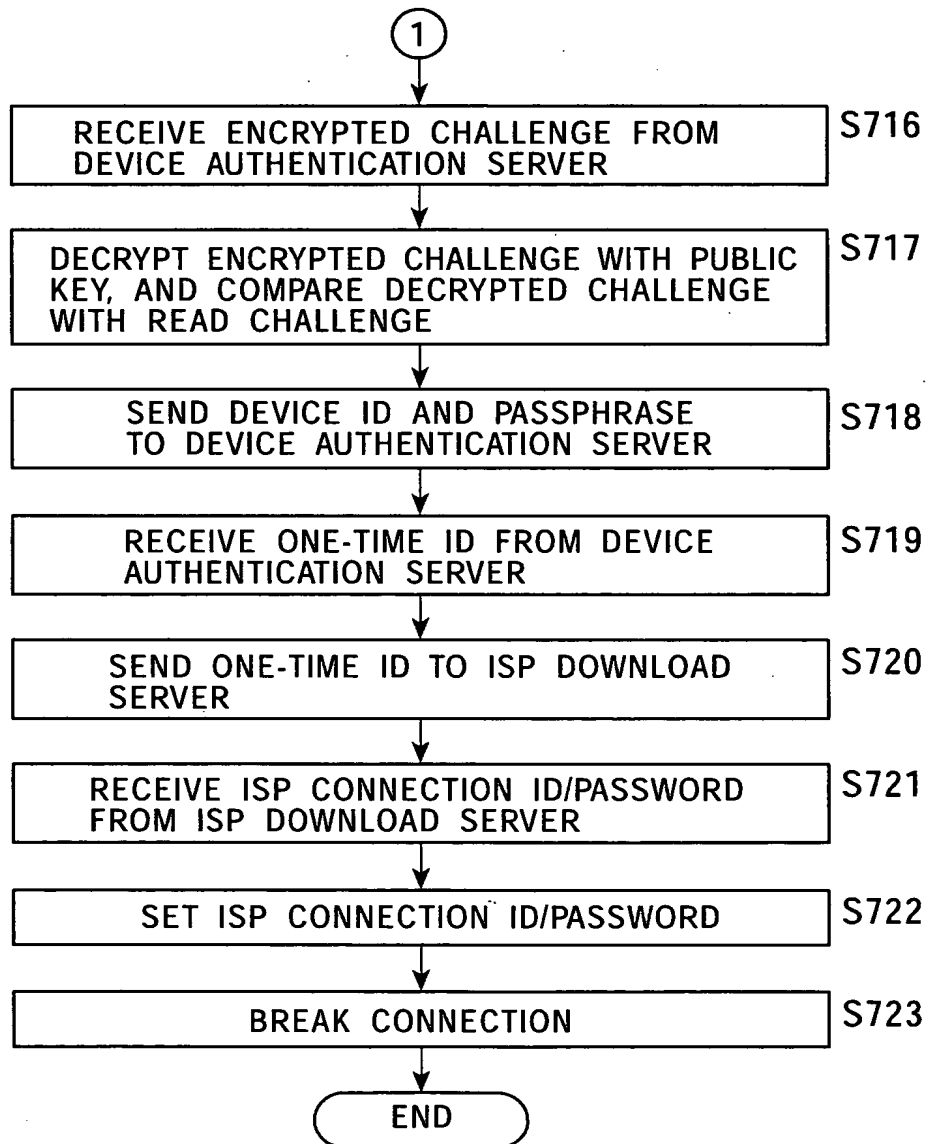 1
RECEIVE ENCRYPTED CHALLENGE FROM
DEVICE AUTHENTICATION SERVER
S716
DECRYPT ENCRYPTED CHALLENGE WITH PUBLIC
KEY, AND COMPARE DECRYPTED CHALLENGE
WITH READ CHALLENGE
S717
SEND DEVICE ID AND PASSPHRASE
TO DEVICE AUTHENTICATION SERVER
S718
RECEIVE ONE-TIME ID FROM DEVICE
AUTHENTICATION SERVER
S719
SEND ONE-TIME ID TO ISP DOWNLOAD
SERVER
S720
RECEIVE ISP CONNECTION ID/PASSWORD
FROM ISP DOWNLOAD SERVER
S721
SET ISP CONNECTION ID/PASSWORD
S722
BREAK CONNECTION
S723
END